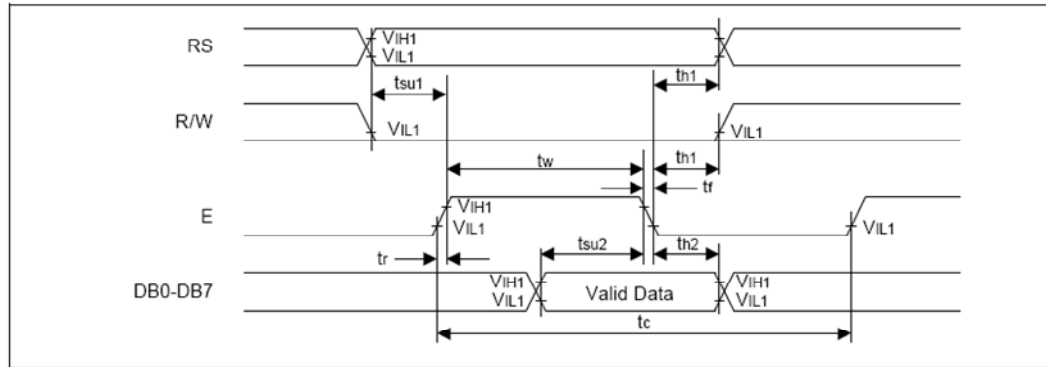 RS
VIH1
VIL1
tsu1
th1
R/W
VIL1
VIL1
tw
th1
tf
E
VIH1
VIL1
VIL1
tr
tsu2
th2
DB0-DB7
VIH1
VIL1
Valid Data
VIH1
VIL1
tc